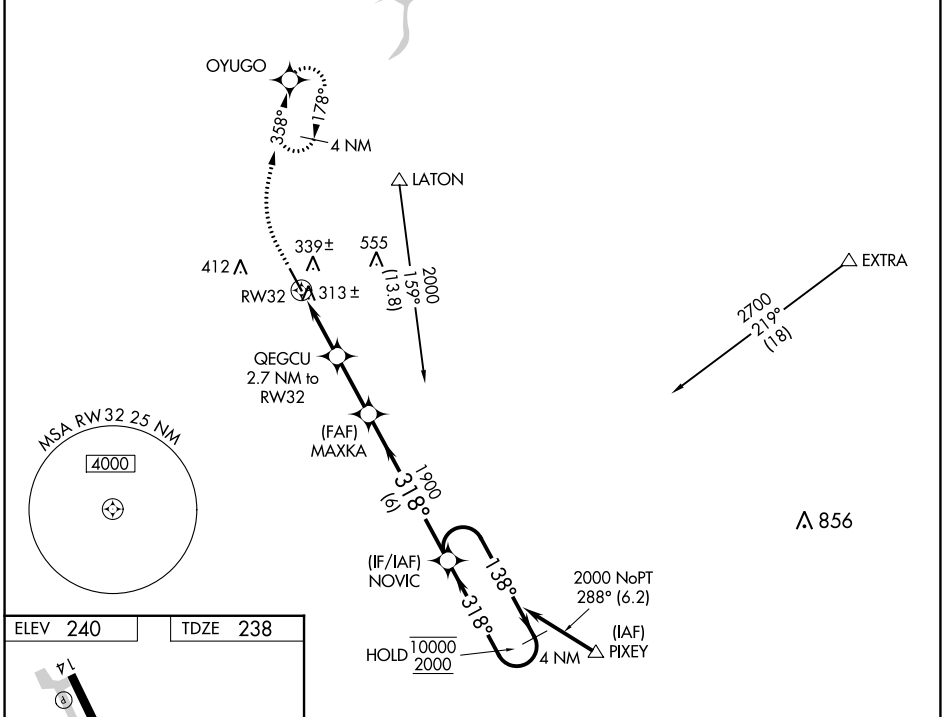 OYUGO
358°
178°
4 NM
LATON
2000
159°
(13.8)
EXTRA
2700
219°
(18)
412
339±
555
RW32
313±
QEGCU
2.7 NM to
RW32
(FAF)
MAXKA
1900
318°
(6)
MSA RW32 25 NM
4000
856
(IF/IAF)
NOVIC
138°
318°
2000 NoPT
288° (6.2)
(IAF)
PIXEY
HOLD 10000
2000
4 NM
ELEV 240
TDZE 238
14
P